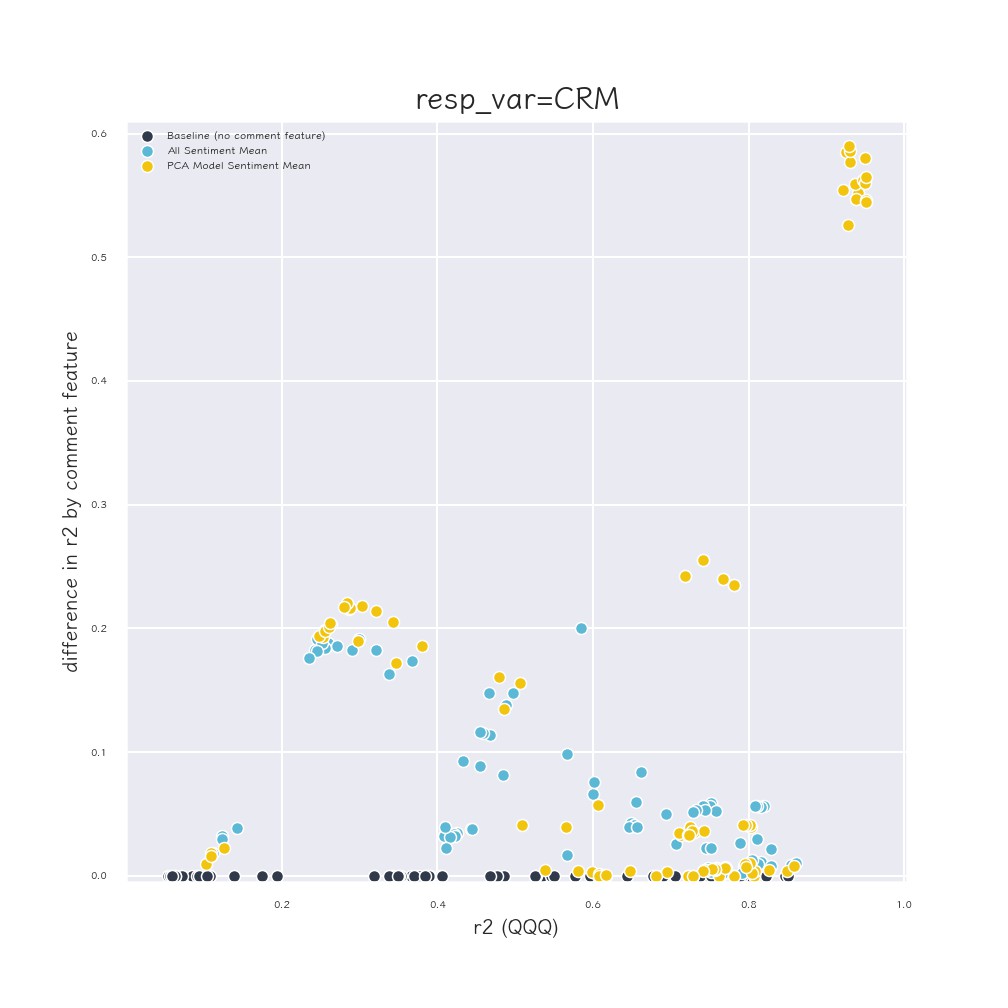 resp_var=CRM
Baseline (no comment feature)
All Sentiment Mean
PCA Model Sentiment Mean
0.6
0.5
0.4
0.3
0.2
0.1
0.0
difference in r2 by comment feature
0.2 0.4 0.6 0.8 1.0
r2 (QQQ)